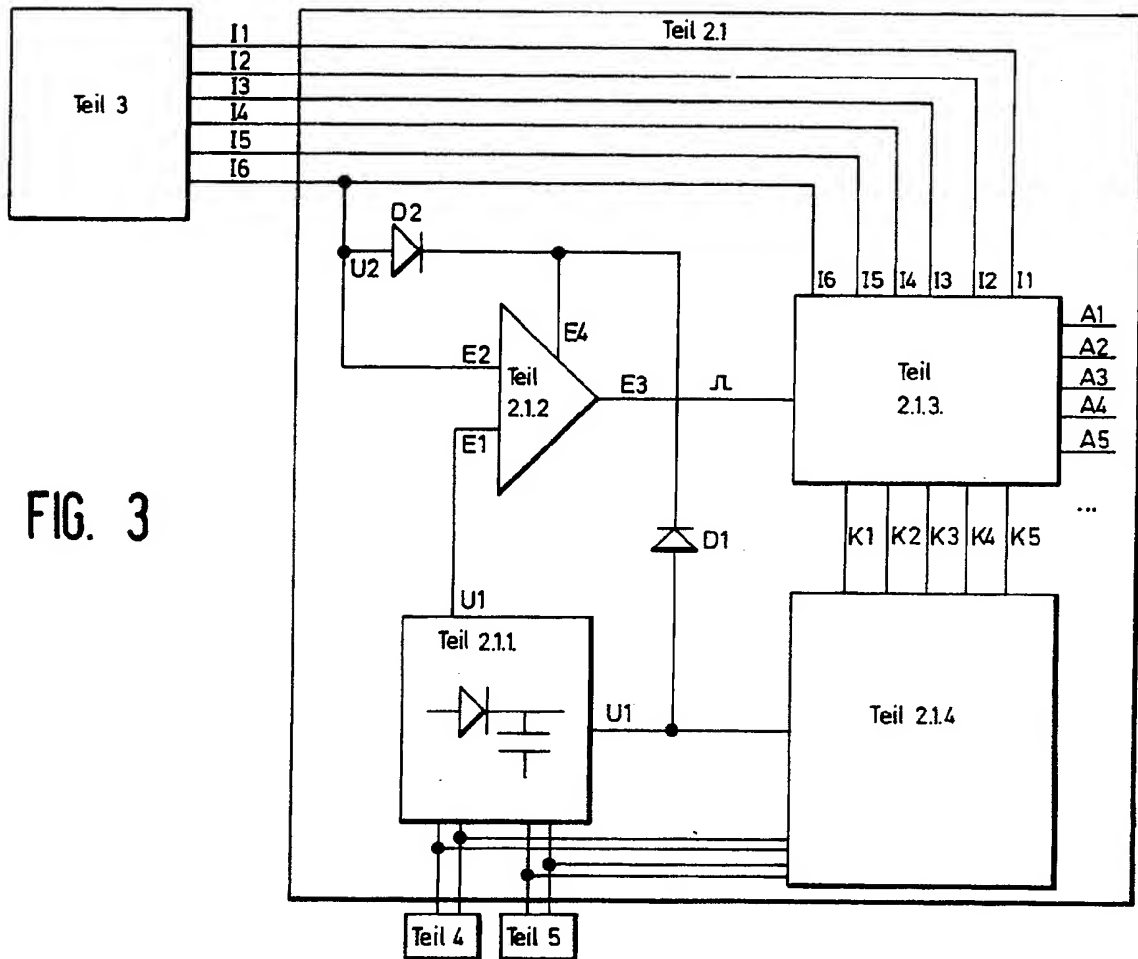 Teil 2.1
I1
I2
I3
I4
I5
I6
Teil 3
D2
U2
E4
E2
Teil
2.1.2
E3
E1
I6 I5 I4 I3 I2 I1
Teil
2.1.3.
A1
A2
A3
A4
A5
...
FIG. 3
D1
K1 K2 K3 K4 K5
U1
Teil 2.1.1.
U1
Teil 2.1.4
Teil 4
Teil 5